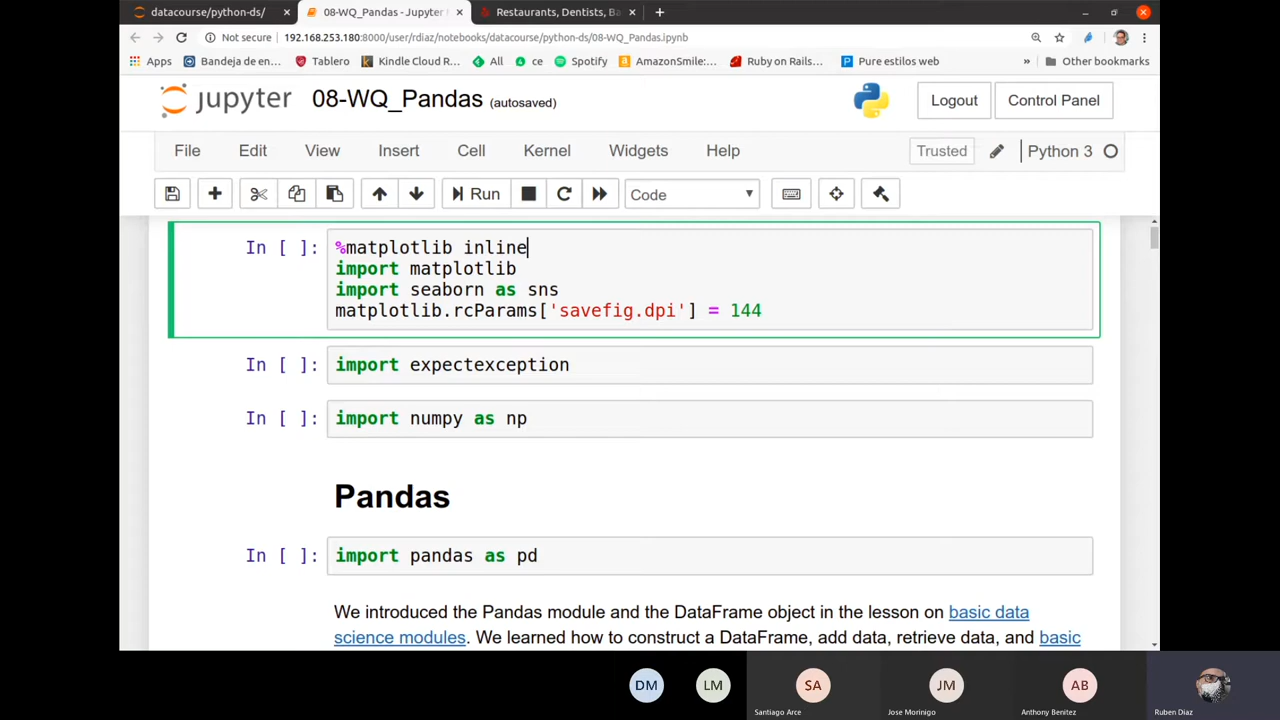 datacourse/python-ds/
08-WQ_Pandas - Jupyter
Restaurants, Dentists, Ba
Not secure 192.168.253.180:8000/user/rdiaz/notebooks/datacourse/python-ds/08-WQ_Pandas.ipynb
Apps
Bandeja de en...
Tablero
Kindle Cloud R...
All
ce
Spotify
AmazonSmile:...
Ruby on Rails...
Pure estilos web
»
Other bookmarks
jupyter 08-WQ_Pandas (autosaved)
Logout
Control Panel
File Edit View Insert Cell Kernel Widgets Help
Trusted
Python 3
Run
Code
In [ ]: %matplotlib inline
import matplotlib
import seaborn as sns
matplotlib.rcParams['savefig.dpi'] = 144
In [ ]: import expectexception
In [ ]: import numpy as np
Pandas
In [ ]: import pandas as pd
We introduced the Pandas module and the DataFrame object in the lesson on basic data
science modules. We learned how to construct a DataFrame, add data, retrieve data, and basic
DM
LM
SA
JM
AB
Santiago Arce
Jose Morinigo
Anthony Benitez
Ruben Diaz